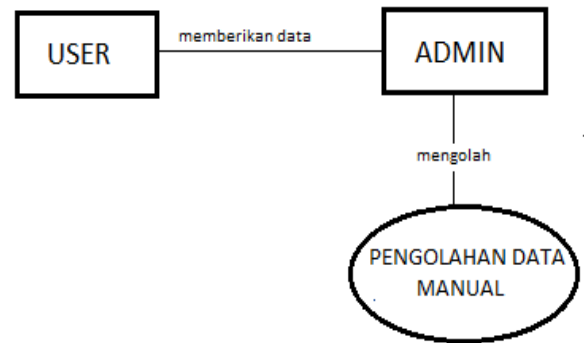 USER
memberikan data
ADMIN
mengolah
PENGOLAHAN DATA
MANUAL